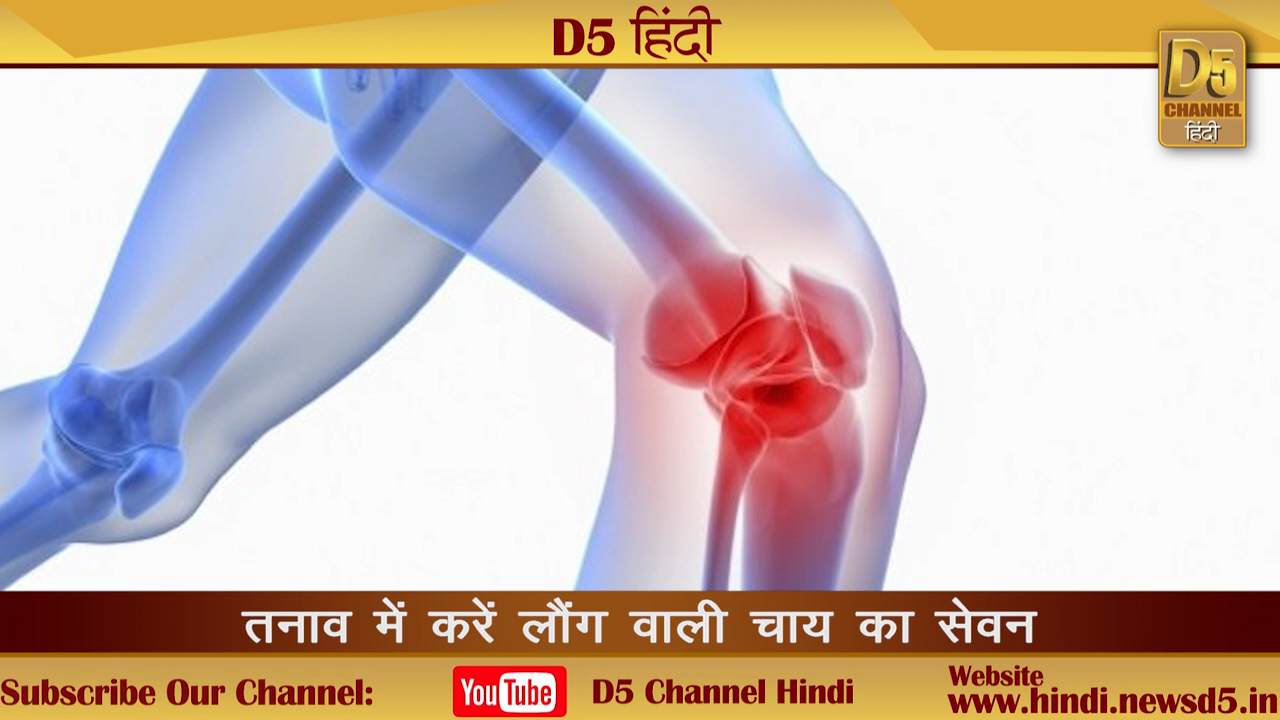 D5 हिंदी
D5
CHANNEL
हिंदी
तनाव में करें लौंग वाली चाय का सेवन
Subscribe Our Channel: YouTube D5 Channel Hindi
Website
www.hindi.newsd5.in